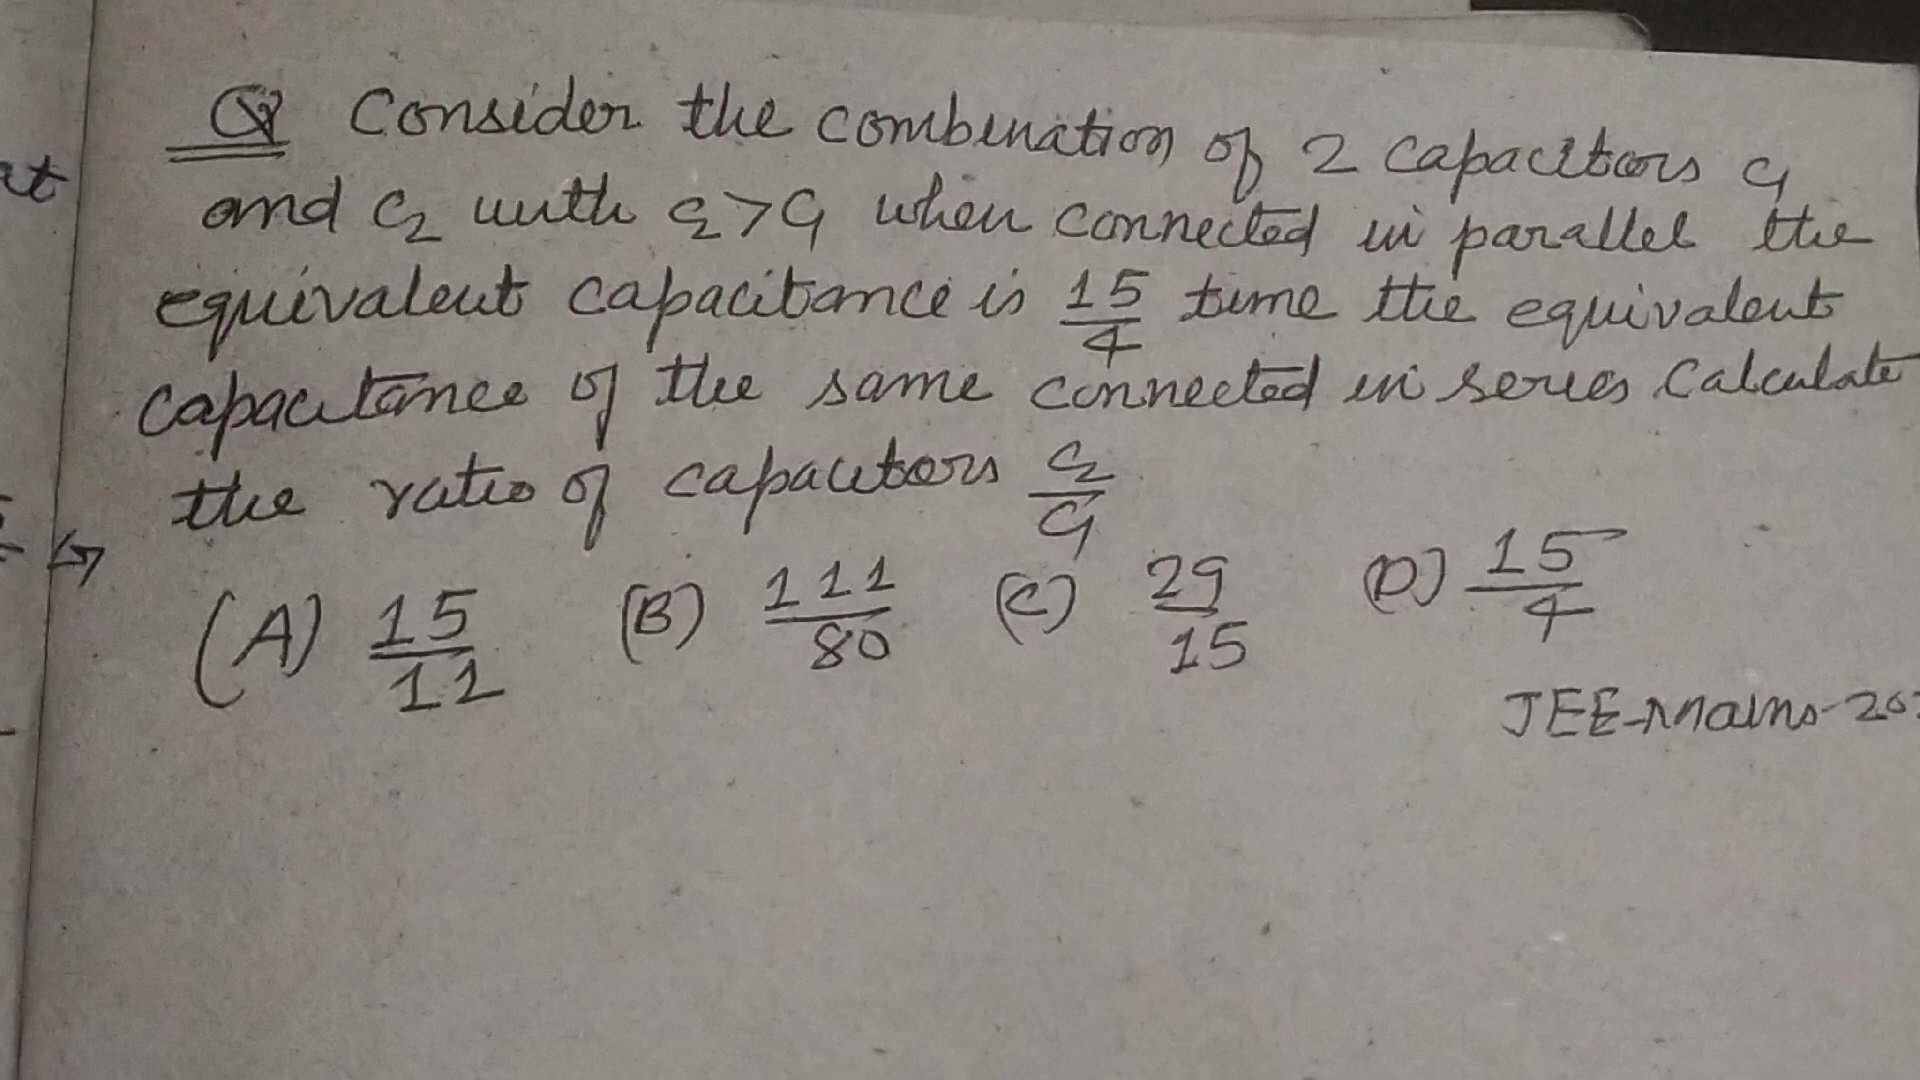 Q Consider the combination of 2 capacitors C1
and C2 with C2>C1 when connected in parallel the
equivalent capacitance is 15/4 time the equivalent
capacitance of the same connected in series Calculate
the ratio of capacitors C2/C1
(A) 15/11 (B) 111/80 (C) 29/15 (D) 15/4
JEE-Mains-20